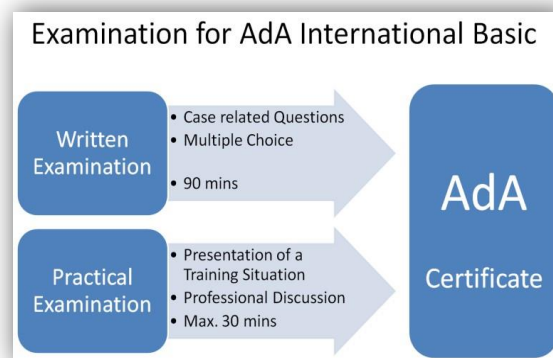 Examination for AdA International Basic
Written
Examination
• Case related Questions
• Multiple Choice
• 90 mins
Practical
Examination
• Presentation of a
Training Situation
• Professional Discussion
• Max. 30 mins
AdA
Certificate